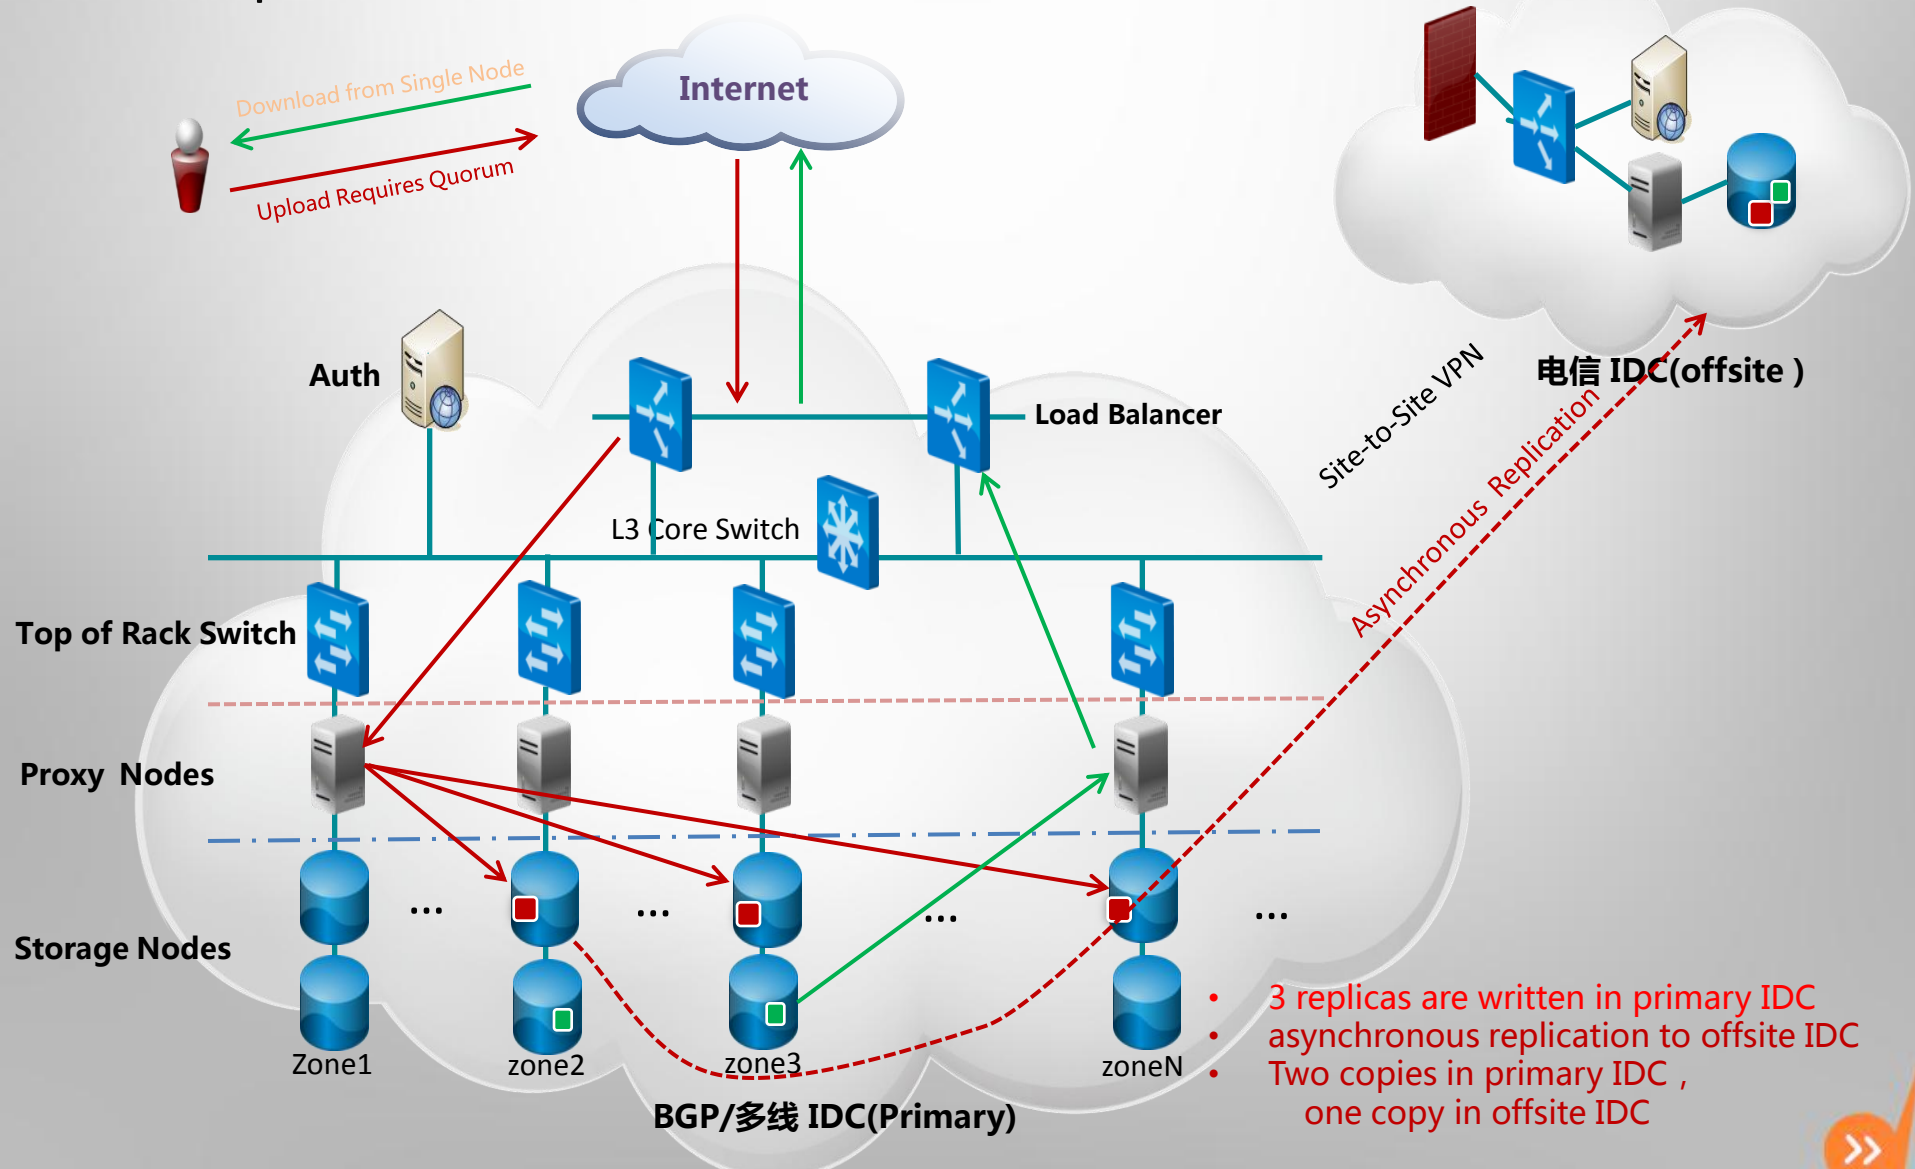 Internet
Download from Single Node
Upload Requires Quorum
Auth
Load Balancer
L3 Core Switch
Site-to-Site VPN
电信 IDC(offsite )
Asynchronous Replication
Top of Rack Switch
Proxy Nodes
... ... ... ...
Storage Nodes
Zone1 zone2 zone3 zoneN
BGP/多线 IDC(Primary)
• 3 replicas are written in primary IDC
• asynchronous replication to offsite IDC
• Two copies in primary IDC ,
one copy in offsite IDC